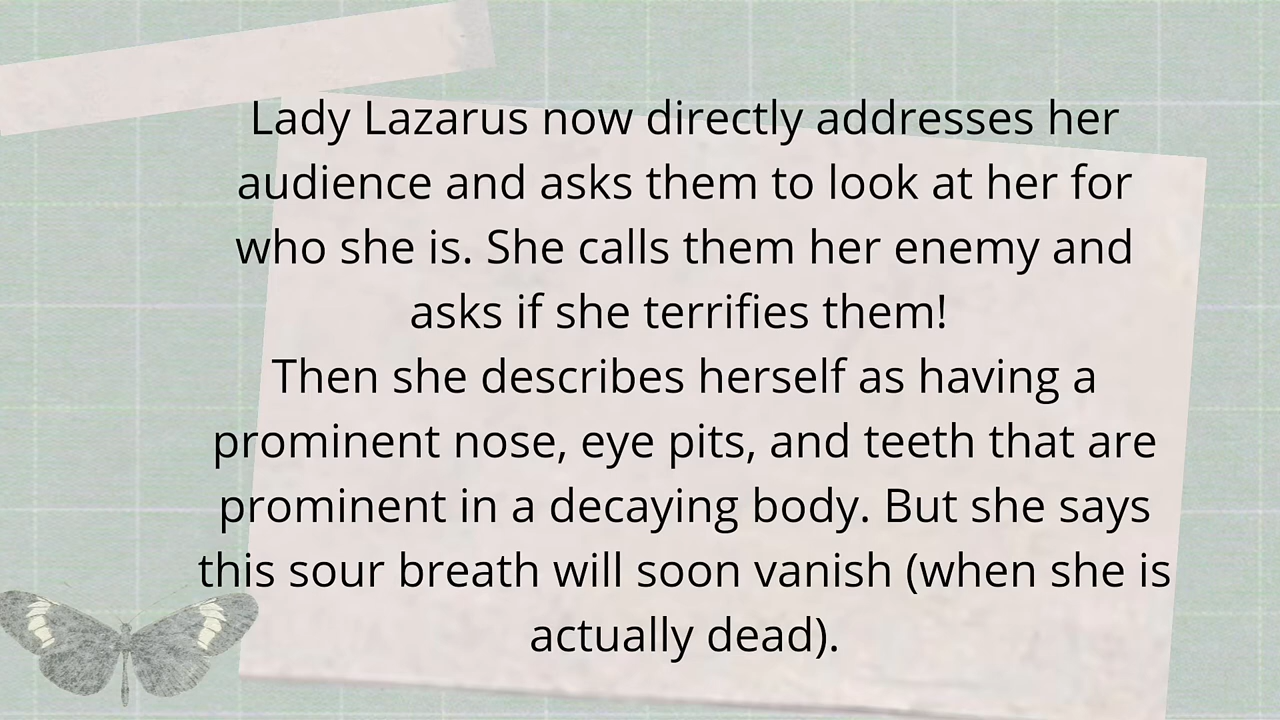 Lady Lazarus now directly addresses her
audience and asks them to look at her for
who she is. She calls them her enemy and
asks if she terrifies them!
Then she describes herself as having a
prominent nose, eye pits, and teeth that are
prominent in a decaying body. But she says
this sour breath will soon vanish (when she is
actually dead).